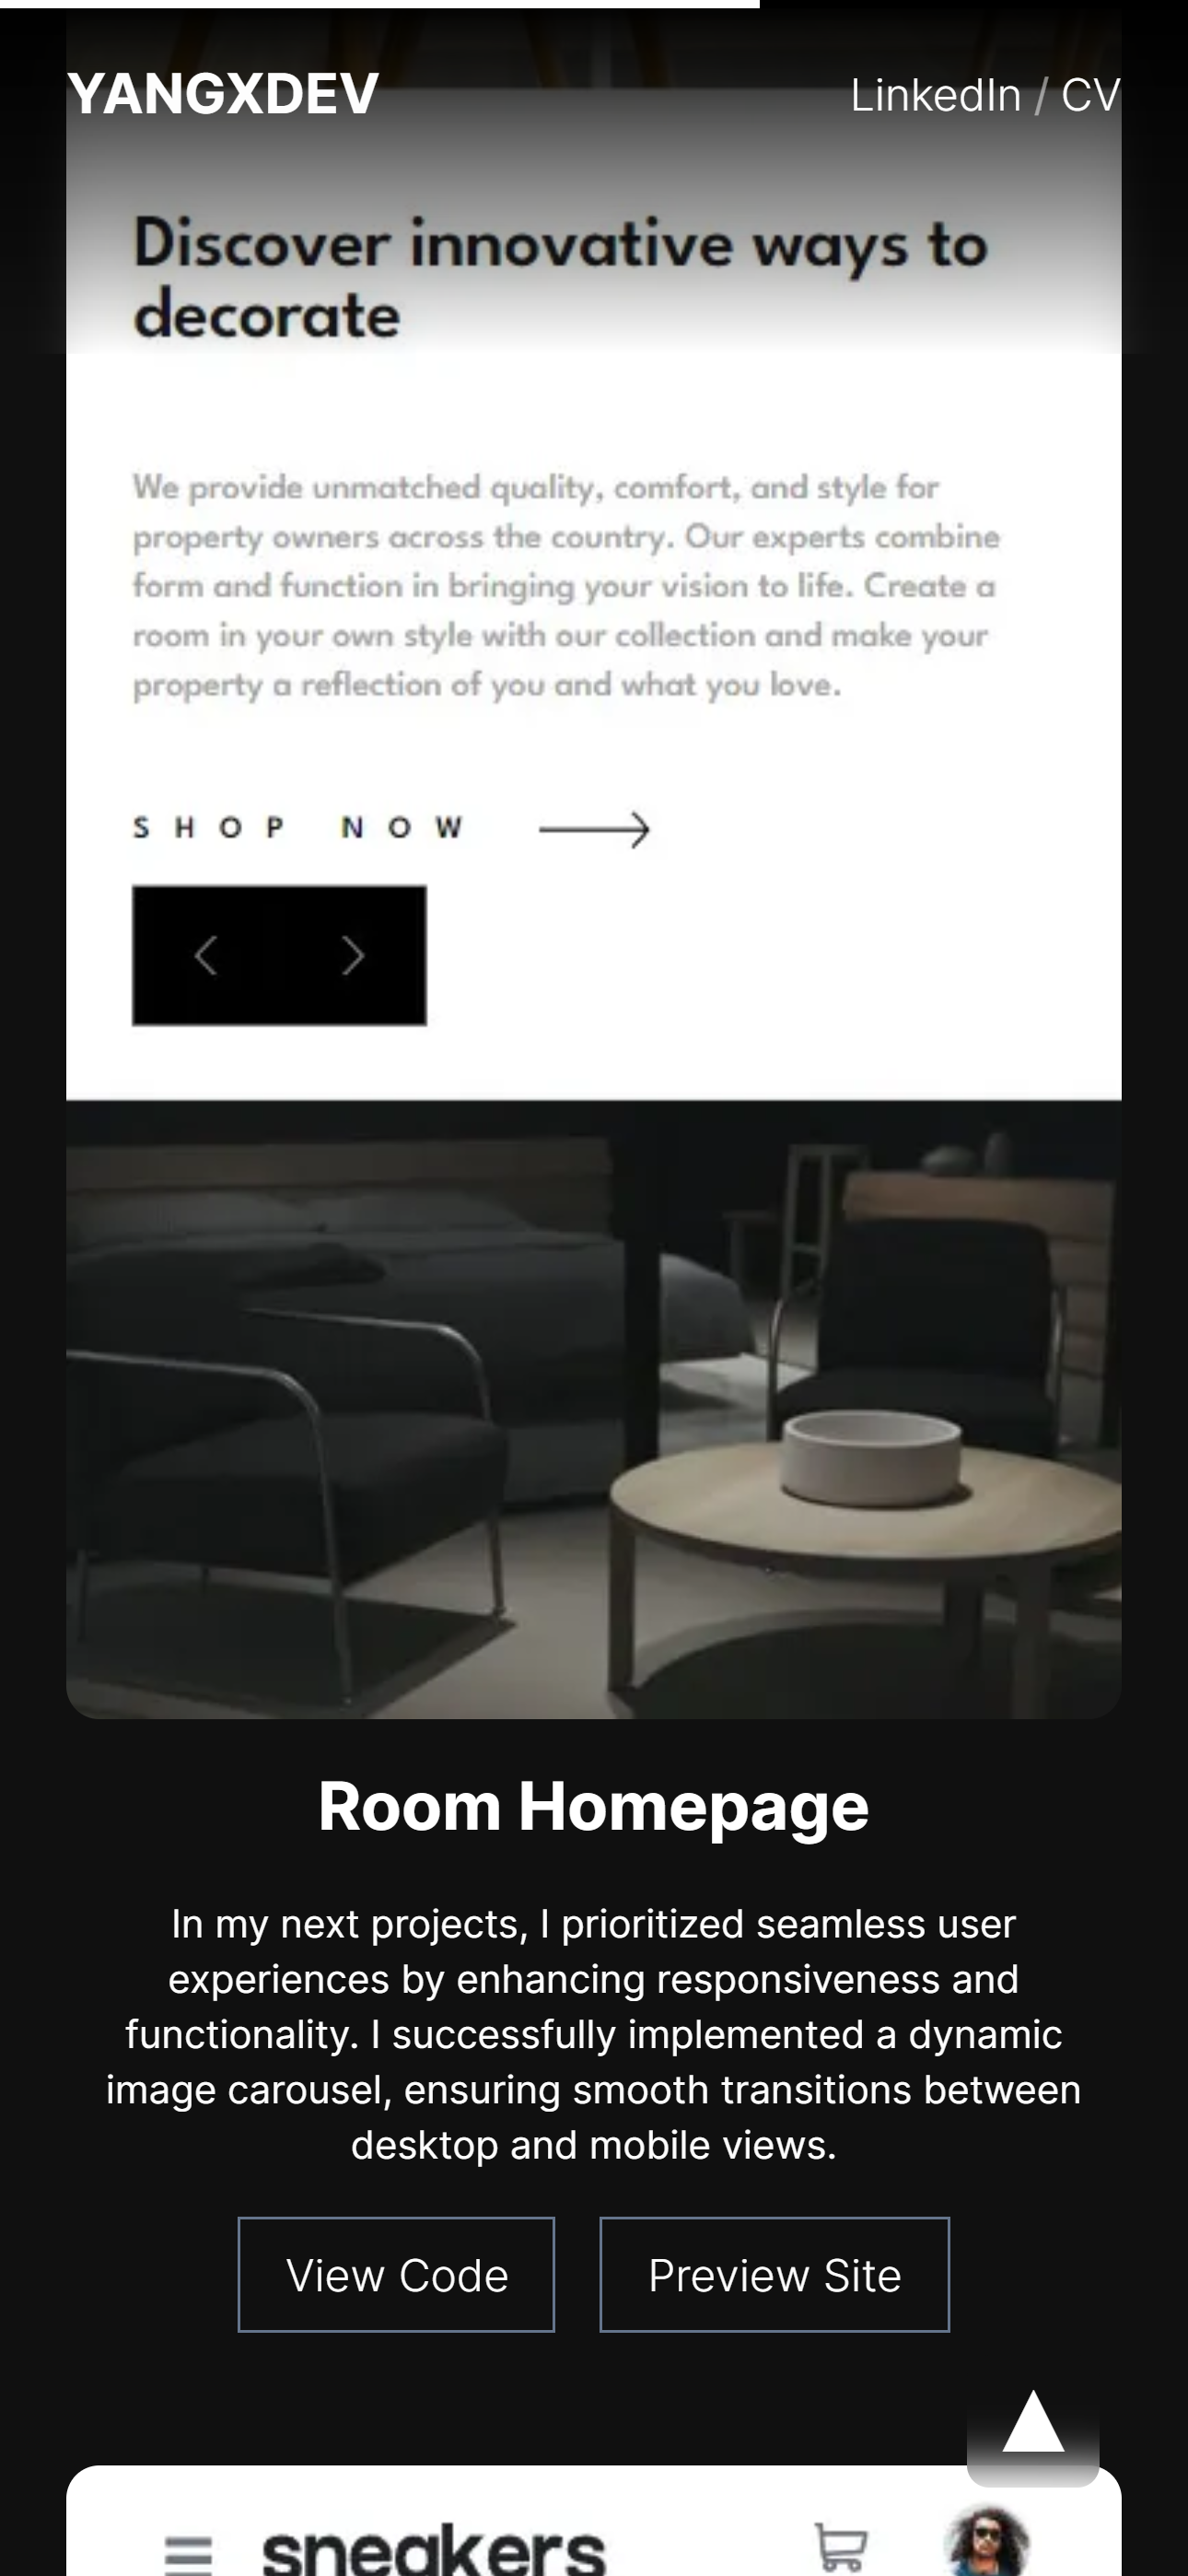 YANGXDEV
LinkedIn / CV
Discover innovative ways to
decorate
We provide unmatched quality, comfort, and style for
property owners across the country. Our experts combine
form and function in bringing your vision to life. Create a
room in your own style with our collection and make your
property a reflection of you and what you love.
SHOP NOW
Room Homepage
In my next projects, I prioritized seamless user
experiences by enhancing responsiveness and
functionality. I successfully implemented a dynamic
image carousel, ensuring smooth transitions between
desktop and mobile views.
View Code
Preview Site
sneakers